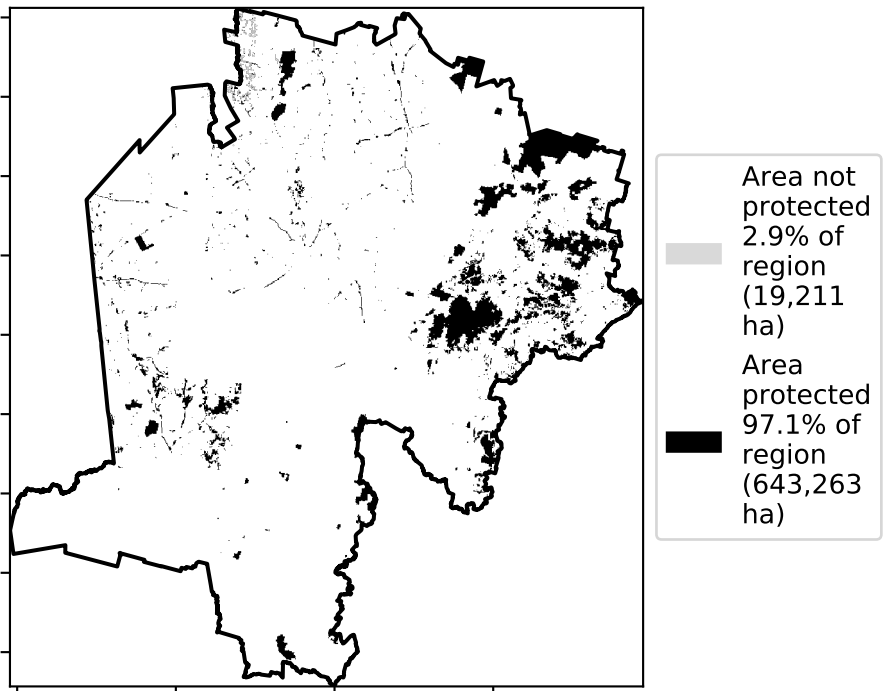 Area not
protected
2.9% of
region
(19,211
ha)
Area
protected
97.1% of
region
(643,263
ha)